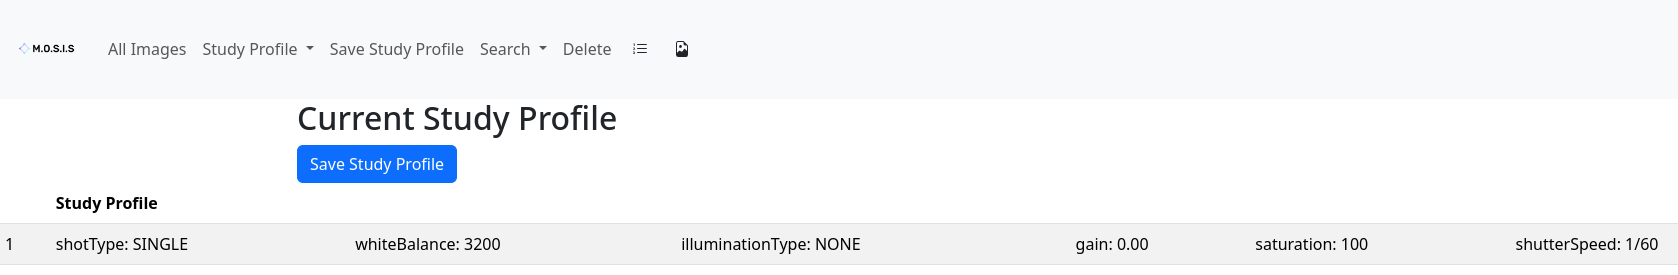 M.O.S.I.S All Images Study Profile Save Study Profile Search Delete
Current Study Profile
Save Study Profile
Study Profile
1 shotType: SINGLE whiteBalance: 3200 illuminationType: NONE gain: 0.00 saturation: 100 shutterSpeed: 1/60